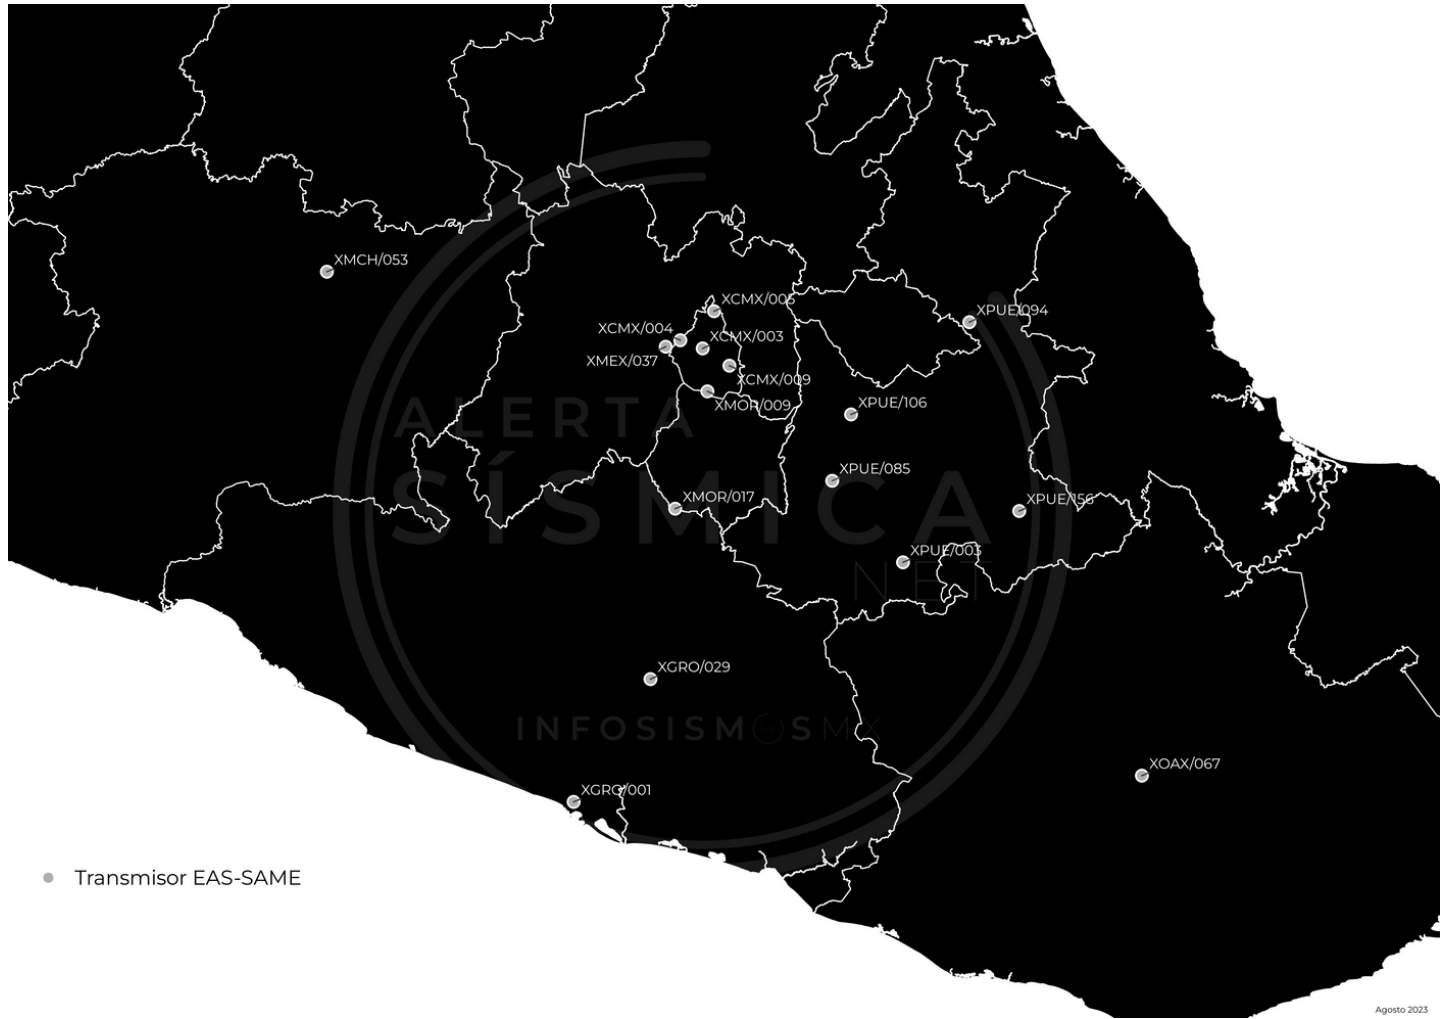 XMCH/053
XCMX/005
XPUE/094
XCMX/004
XCMX/003
XMEX/037
XCMX/009
XMOR/009
XPUE/106
ALERTA
XPUE/085
SÍSMICA
XMOR/017
XPUE/156
XPUE/003
NET
XGRO/029
INFOSISMOSMX
XOAX/067
XGRO/001
Transmisor EAS-SAME
Agosto 2023